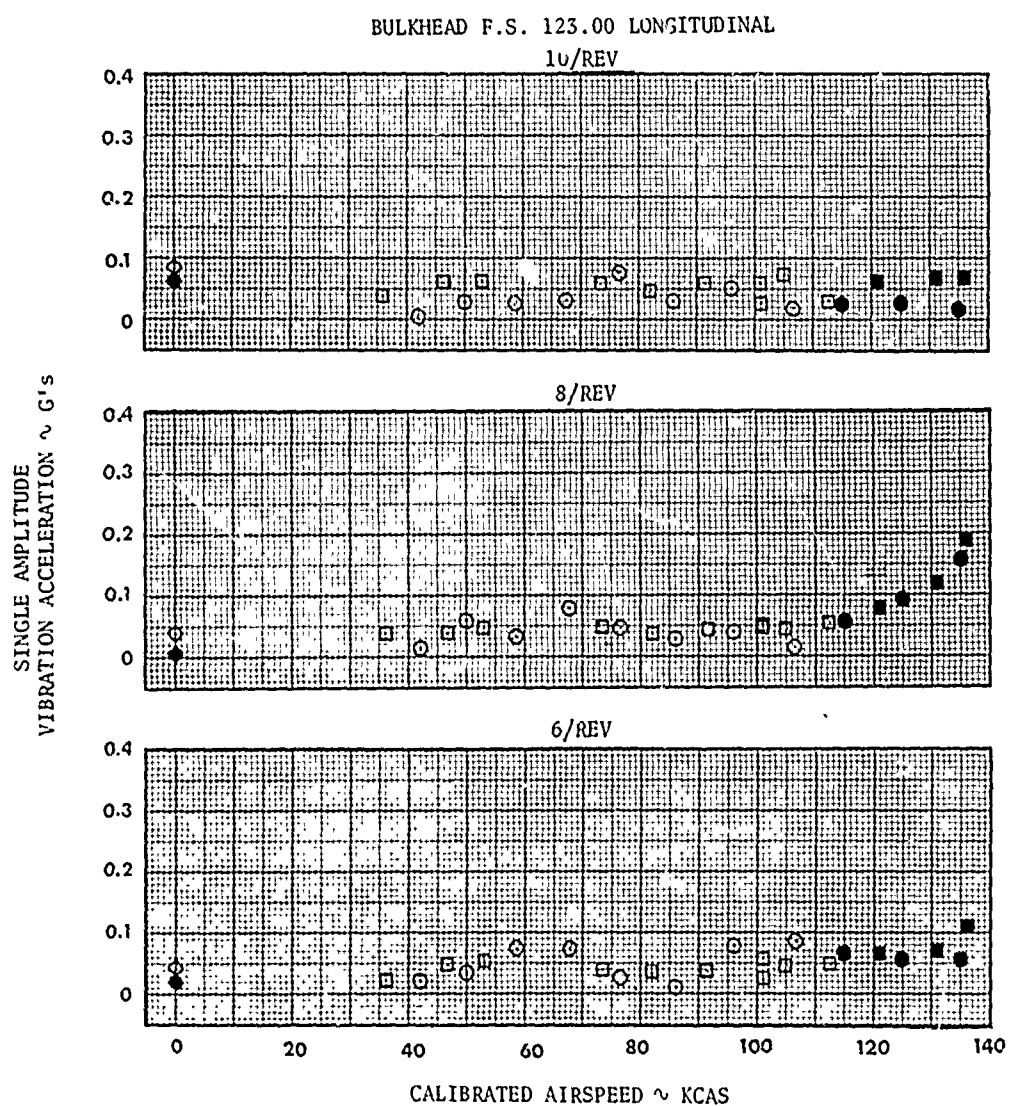 BULKHEAD F.S. 123.00 LONGITUDINAL
10/REV
0.4
0.3
0.2
0.1
0
8/REV
0.4
0.3
0.2
0.1
0
6/REV
0.4
0.3
0.2
0.1
0
SINGLE AMPLITUDE
VIBRATION ACCELERATION ~ G's
0 20 40 60 80 100 120 140
CALIBRATED AIRSPEED ~ KCAS